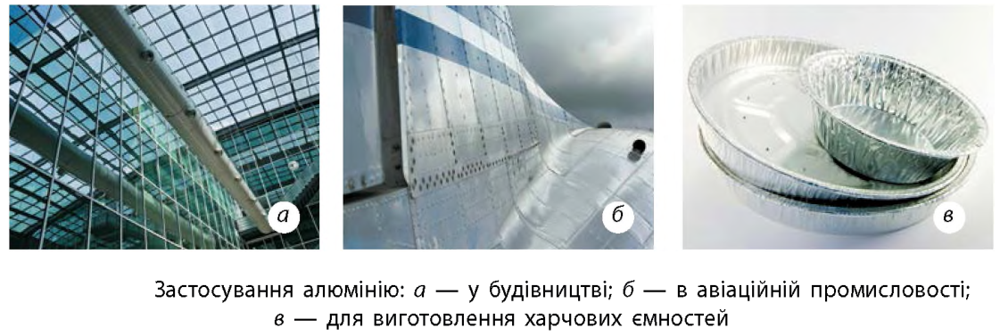 а
б
в
Застосування алюмінію: а — у будівництві; б — в авіаційній промисловості;
в — для виготовлення харчових ємностей